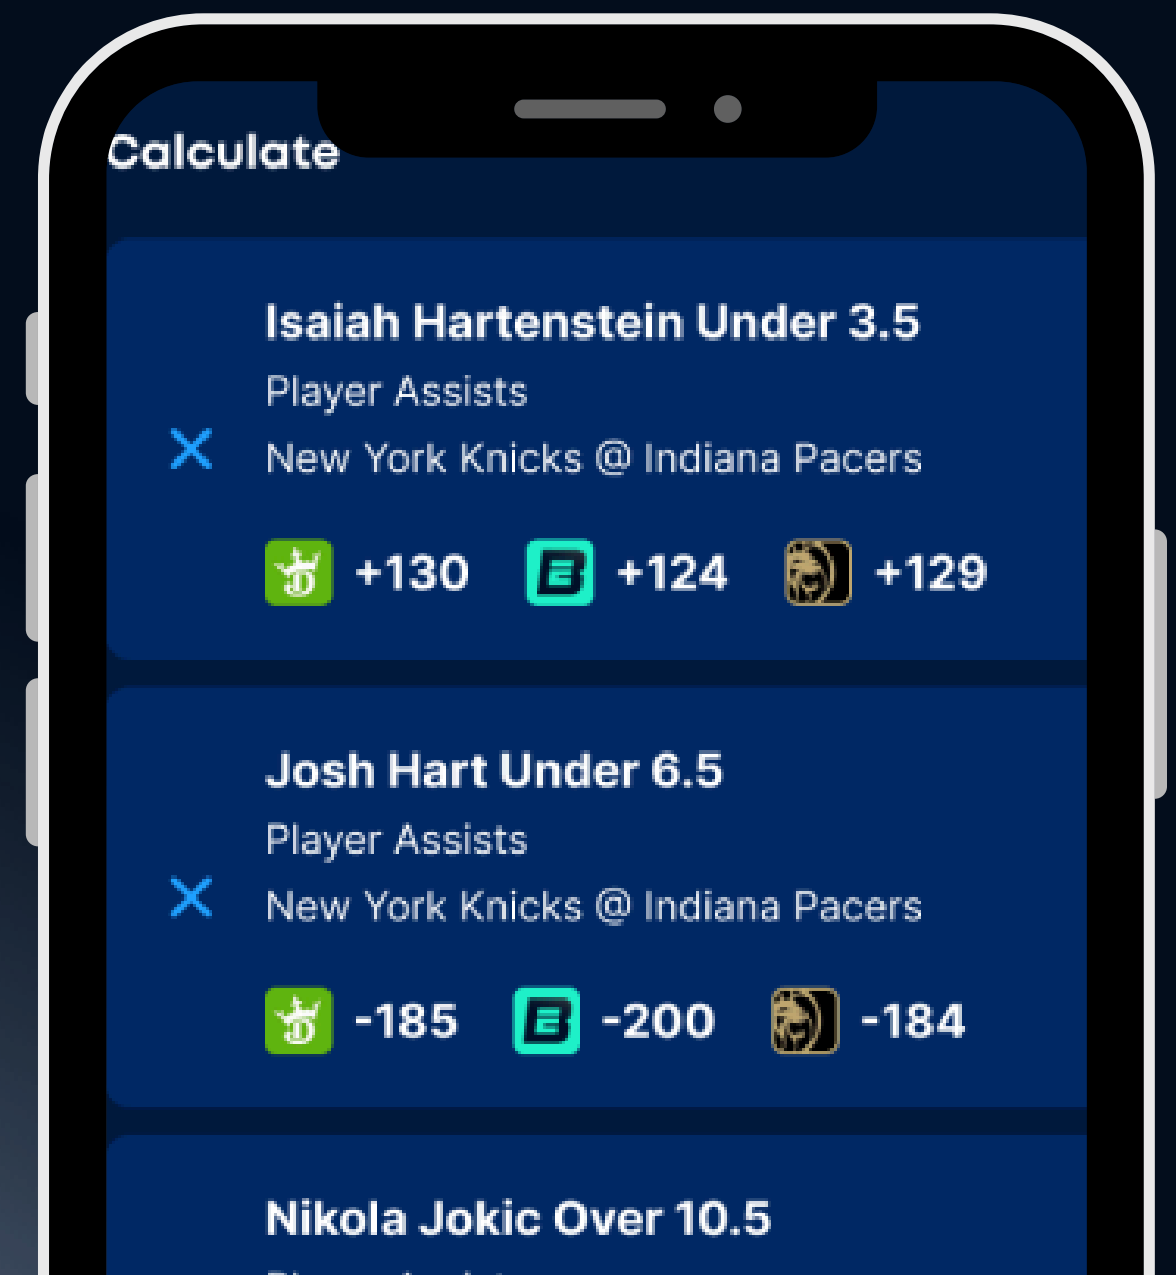 Calculate
Isaiah Hartenstein Under 3.5
Player Assists
New York Knicks @ Indiana Pacers
+130 +124 +129
Josh Hart Under 6.5
Player Assists
New York Knicks @ Indiana Pacers
-185 -200 -184
Nikola Jokic Over 10.5